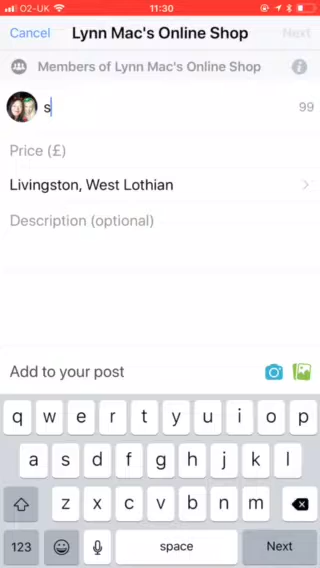 O2-UK 11:30
Cancel Lynn Mac's Online Shop Next
Members of Lynn Mac's Online Shop
s 99
Price (£)
Livingston, West Lothian
Description (optional)
Add to your post
q w e r t y u i o p
a s d f g h j k l
z x c v b n m
123 space Next